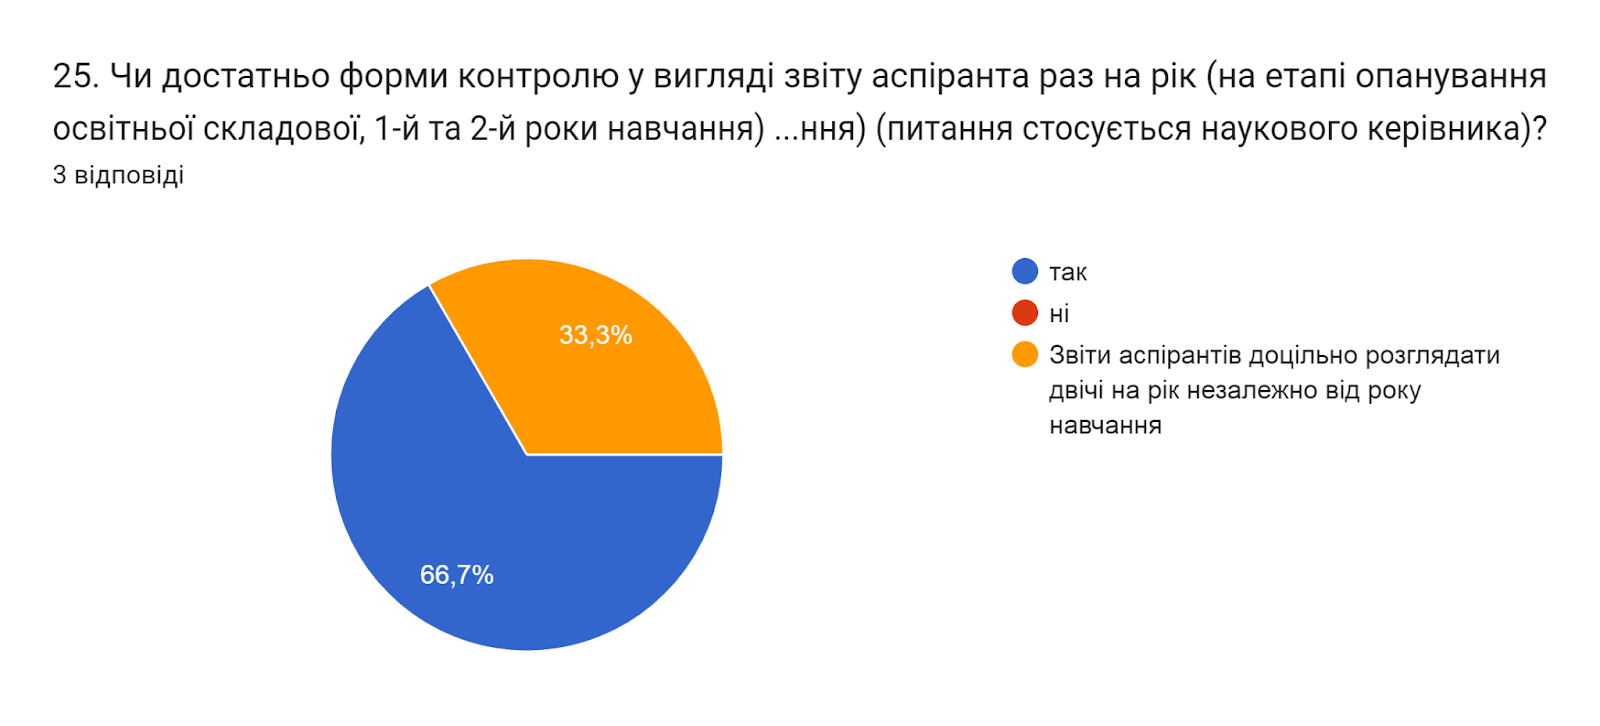 25. Чи достатньо форми контролю у вигляді звіту аспіранта раз на рік (на етапі опанування
освітньої складової, 1-й та 2-й роки навчання) ...ння) (питання стосується наукового керівника)?
3 відповіді
так
ні
Звіти аспірантів доцільно розглядати
двічі на рік незалежно від року
навчання
33,3%
66,7%